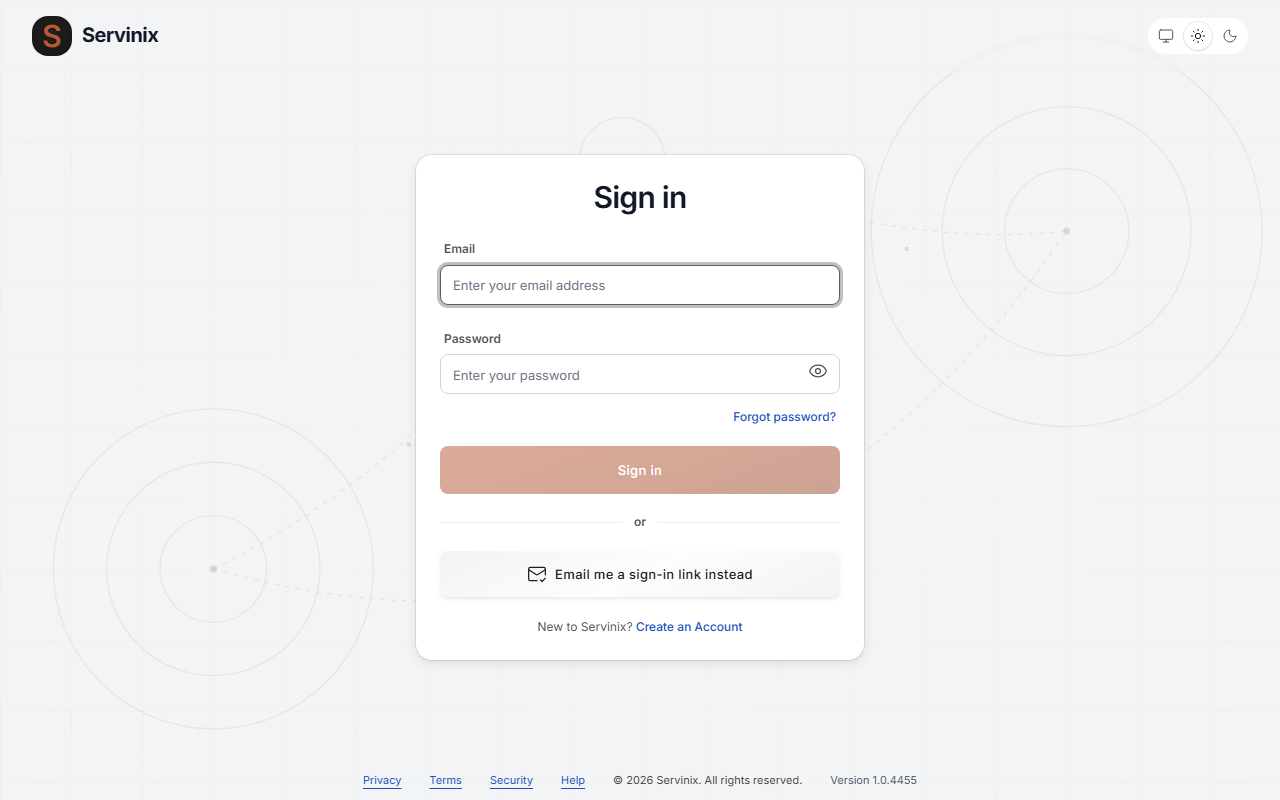 S Servinix
Sign in
Email
Enter your email address
Password
Enter your password
Forgot password?
Sign in
or
Email me a sign-in link instead
New to Servinix? Create an Account
Privacy Terms Security Help © 2026 Servinix. All rights reserved. Version 1.0.4455